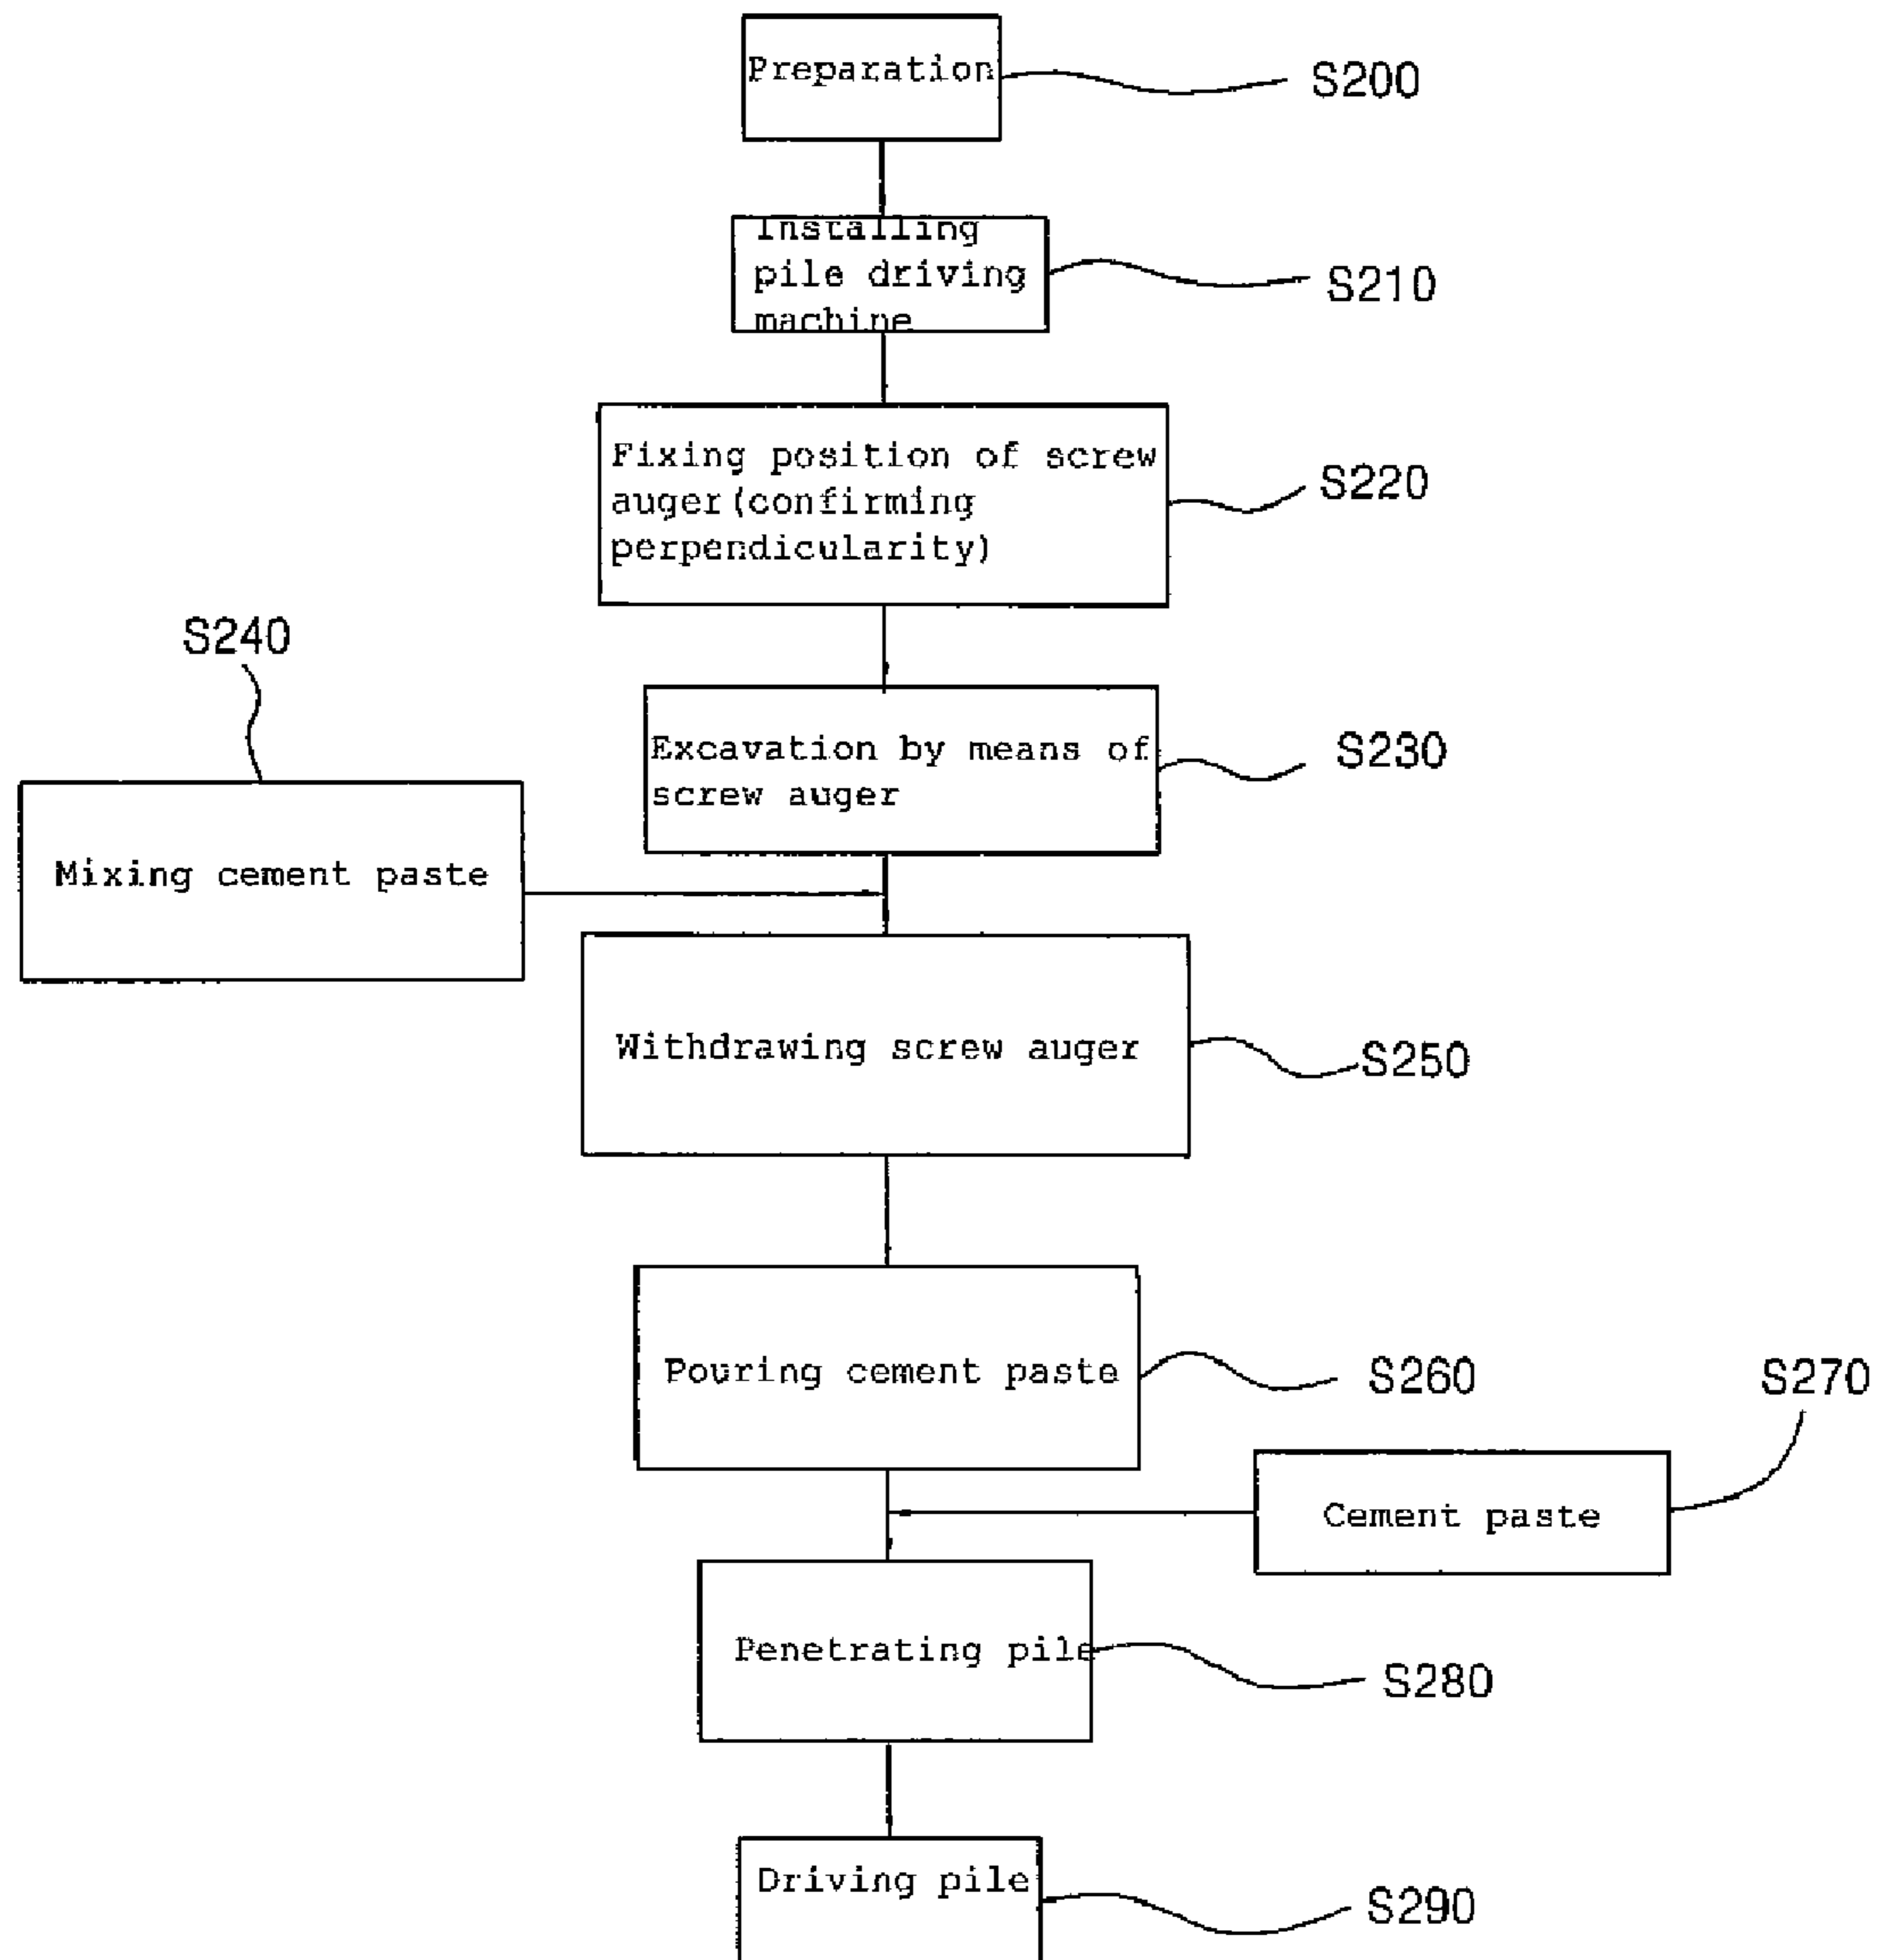 Preparation
S200
Installing
pile driving
machine
S210
Fixing position of screw
auger(confirming
perpendicularity)
S220
S240
Excavation by means of
screw auger
S230
Mixing cement paste
Withdrawing screw auger
S250
Pouring cement paste
S260
S270
Cement paste
Penetrating pile
S280
Driving pile
S290